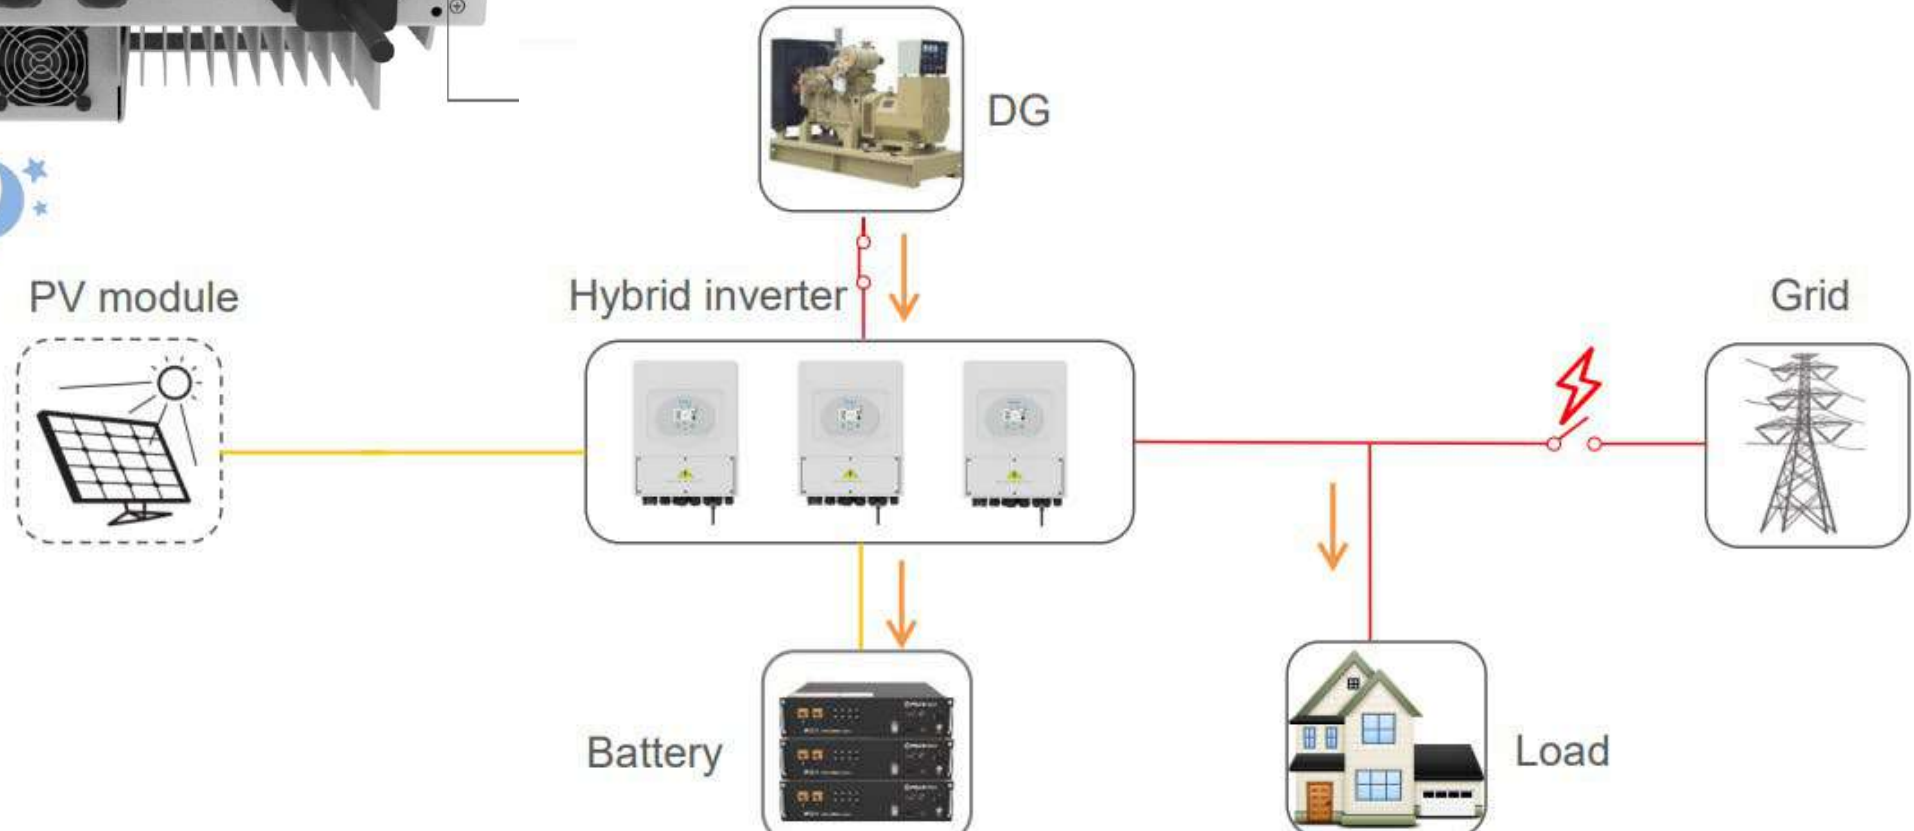 DG
PV module
Hybrid inverter
Grid
Battery
Load